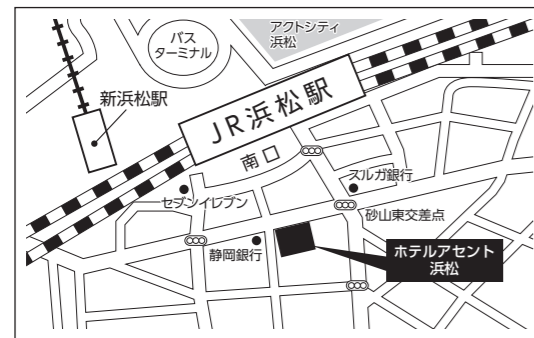 アクトシティ
浜松
バス
ターミナル
新浜松駅
JR浜松駅
南口
スルガ銀行
セブンイレブン
砂山東交差点
静岡銀行
ホテルアセント
浜松